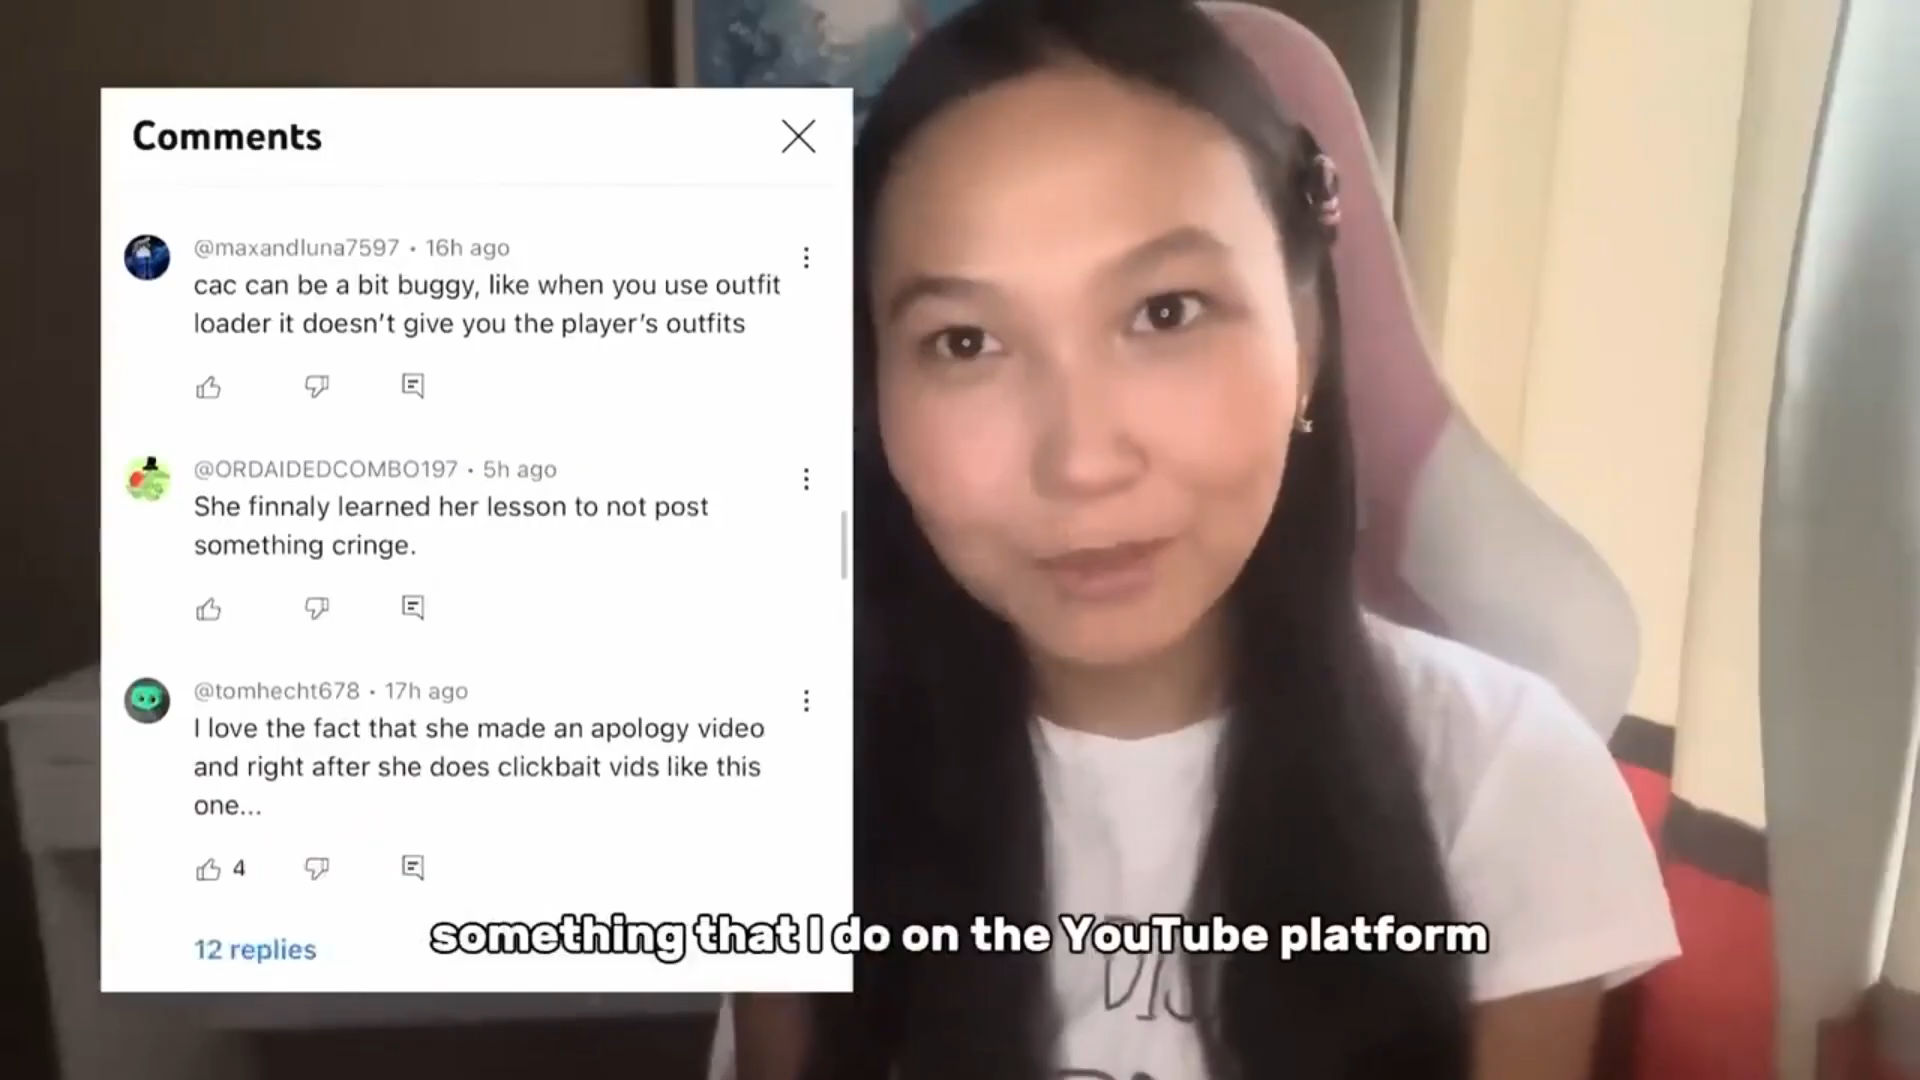 Comments
@maxandluna7597 • 16h ago
cac can be a bit buggy, like when you use outfit
loader it doesn't give you the player's outfits
@ORDAIDEDCOMBO197 • 5h ago
She finnaly learned her lesson to not post
something cringe.
@tomhecht678 • 17h ago
I love the fact that she made an apology video
and right after she does clickbait vids like this
one...
4
12 replies
something that I do on the YouTube platform